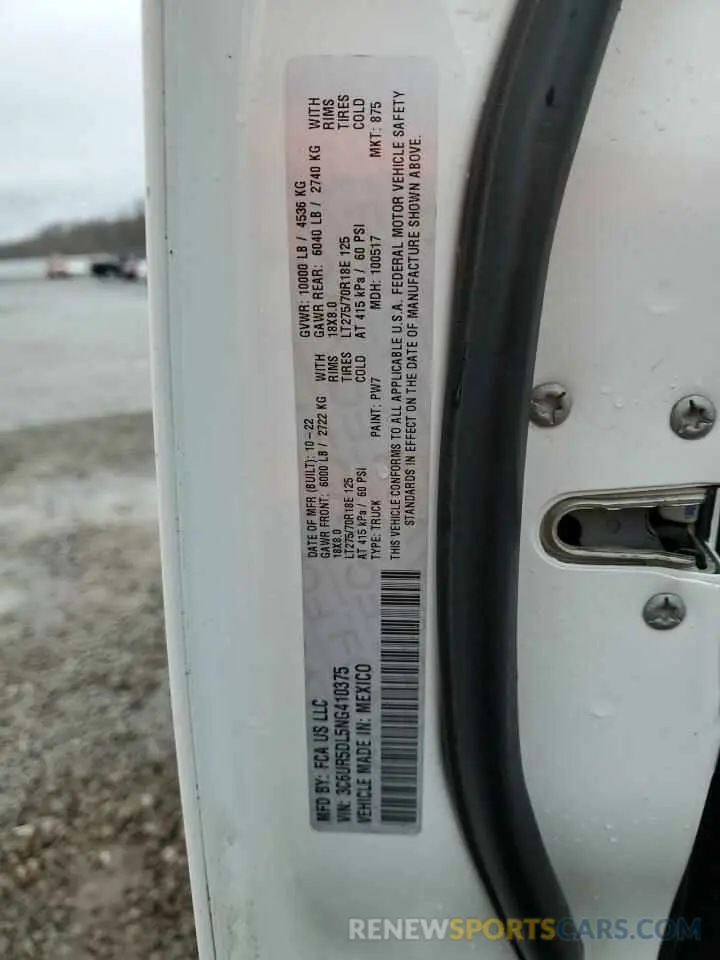 MFD BY: FCA US LLC
VIN: 3C6UR5DL5NG410375
VEHICLE MADE IN: MEXICO
DATE OF MFR (BUILT): 10-22
GVWR: 10000 LB / 4536 KG
GAWR FRONT: 6000 LB / 2722 KG WITH
GAWR REAR: 6040 LB / 2740 KG WITH
18X8.0 RIMS
18X8.0 RIMS
LT275/70R18E 125 TIRES
LT275/70R18E 125 TIRES
AT 415 kPa / 60 PSI COLD
AT 415 kPa / 60 PSI COLD
TYPE: TRUCK PAINT: PW7 MDH: 100517 MKT: 875
THIS VEHICLE CONFORMS TO ALL APPLICABLE U.S.A. FEDERAL MOTOR VEHICLE SAFETY
STANDARDS IN EFFECT ON THE DATE OF MANUFACTURE SHOWN ABOVE.
RENEWSPORTSCARS.COM